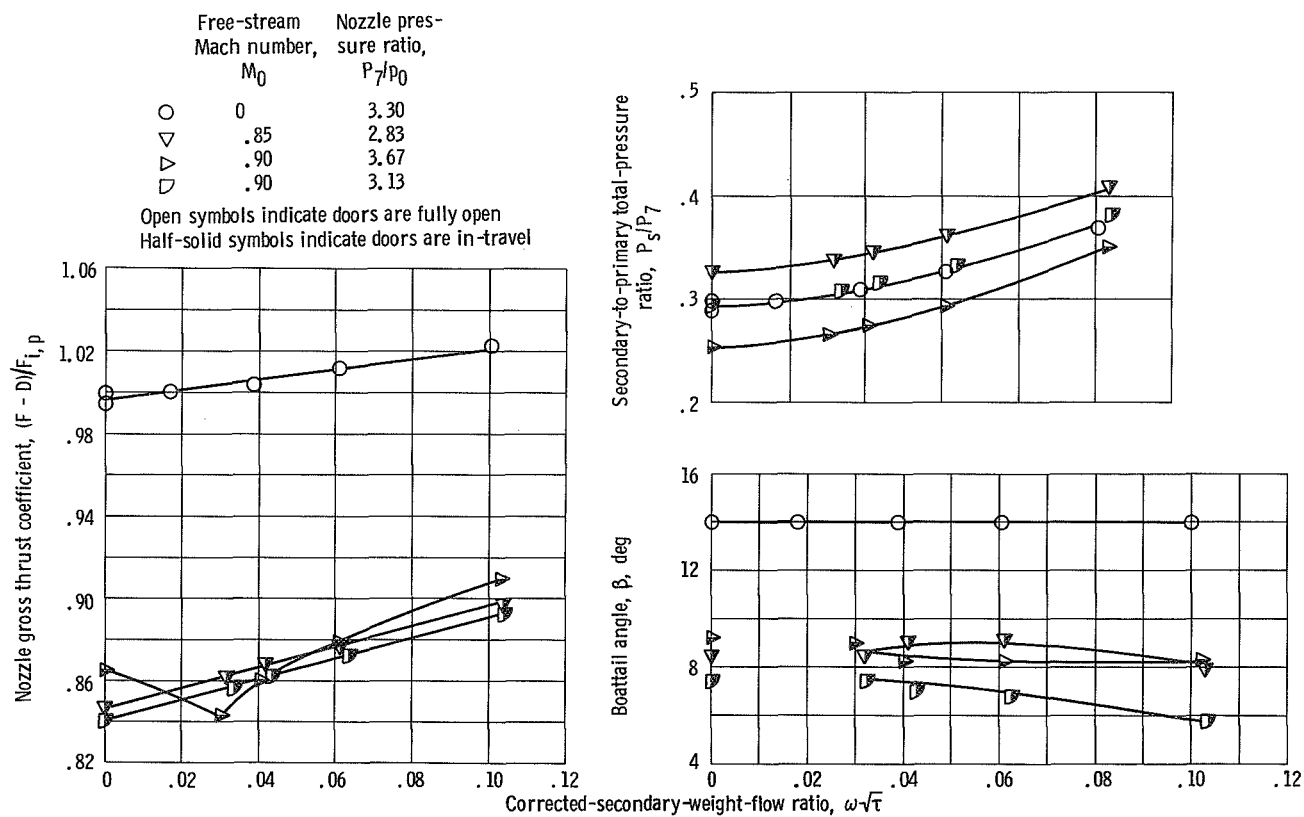 Free-stream Mach number, M0
Nozzle pressure ratio, P7/p0
0 3.30
.85 2.83
.90 3.67
.90 3.13
Open symbols indicate doors are fully open
Half-solid symbols indicate doors are in-travel
1.06
1.02
.98
.94
.90
.86
.82
Nozzle gross thrust coefficient, (F - D)/Fi, p
0 .02 .04 .06 .08 .10 .12
.5
.4
.3
.2
Secondary-to-primary total-pressure
ratio, Ps/P7
16
12
8
4
Boattail angle, β, deg
0 .02 .04 .06 .08 .10 .12
Corrected-secondary-weight-flow ratio, ω√τ